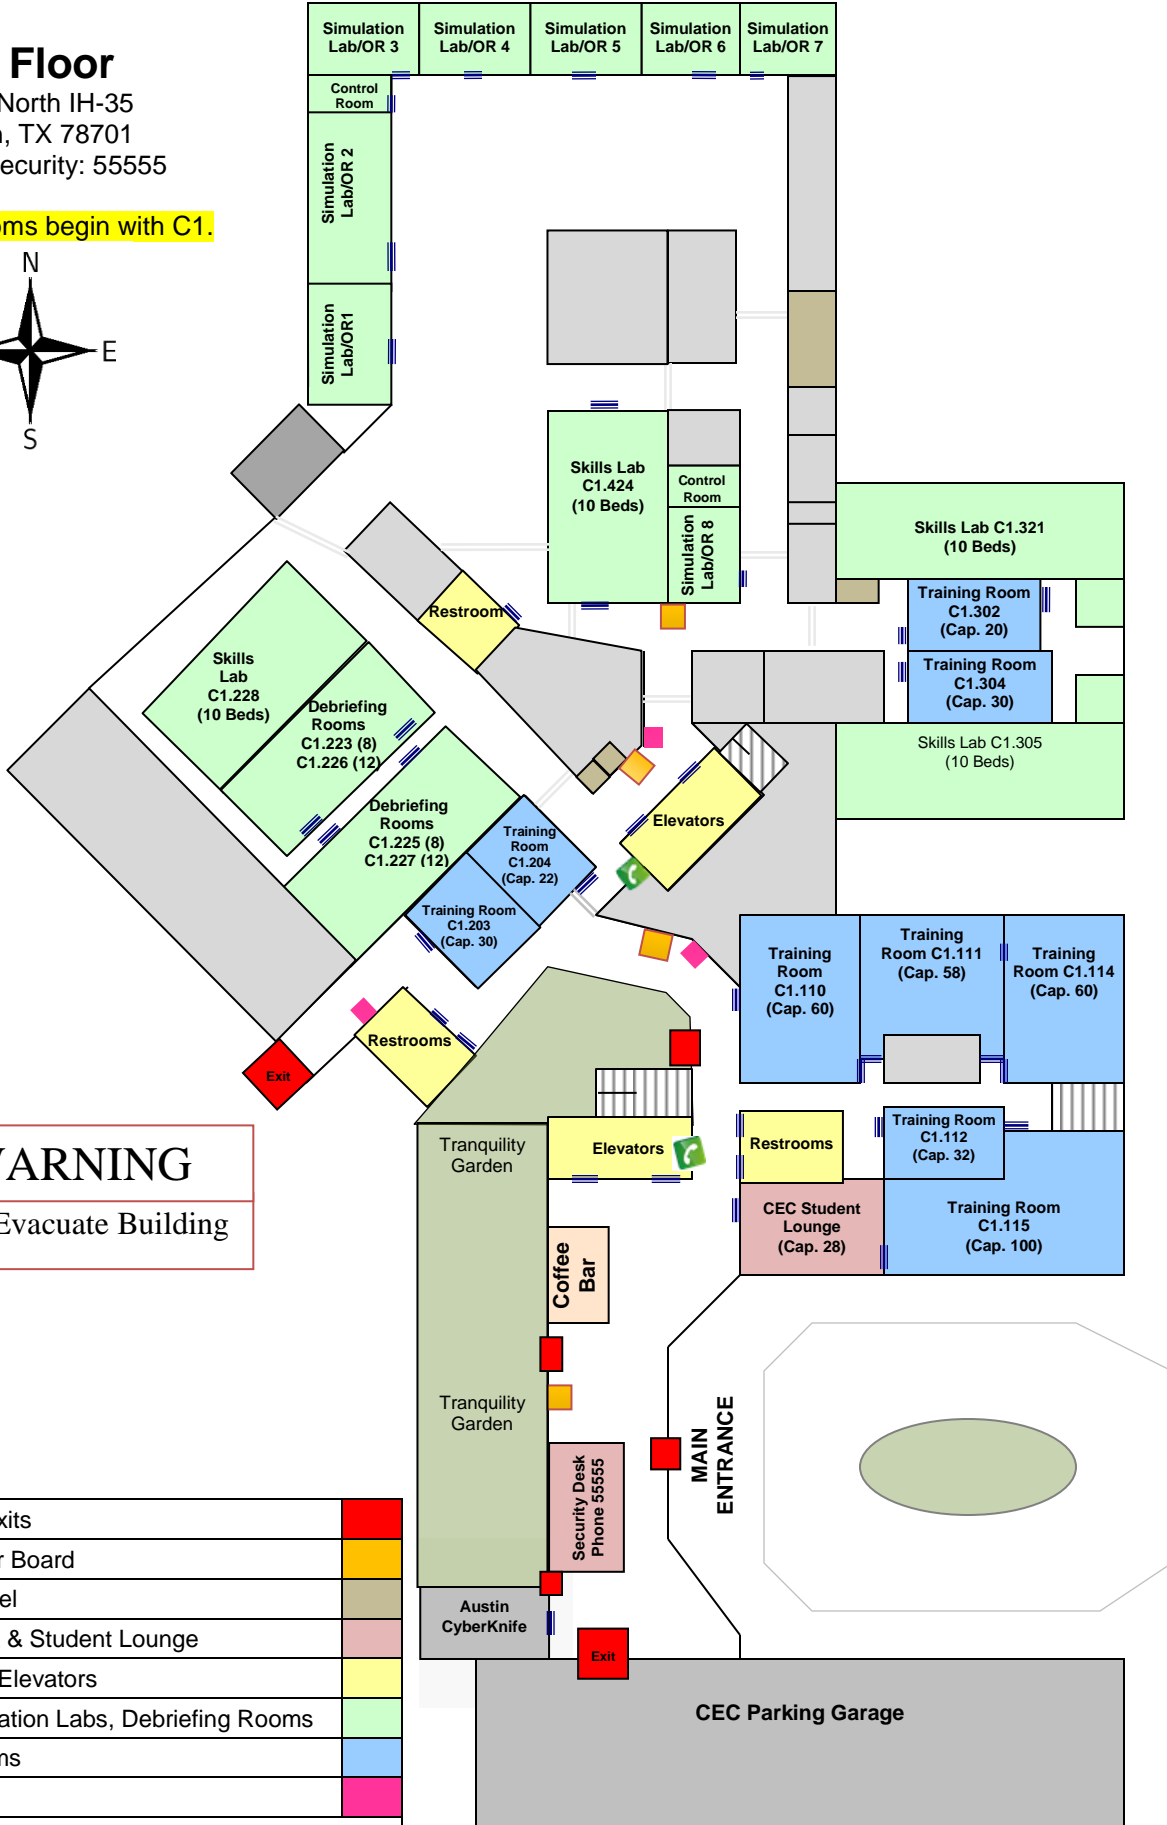 Floor
North IH-35
, TX 78701
ecurity: 55555
oms begin with C1.
N
E
S
Simulation
Lab/OR 3
Simulation
Lab/OR 4
Simulation
Lab/OR 5
Simulation
Lab/OR 6
Simulation
Lab/OR 7
Control
Room
Simulation
Lab/OR 2
Simulation
Lab/OR1
Skills Lab
C1.424
(10 Beds)
Control
Room
Simulation
Lab/OR 8
Skills Lab C1.321
(10 Beds)
Training Room
C1.302
(Cap. 20)
Training Room
C1.304
(Cap. 30)
Skills Lab C1.305
(10 Beds)
Restroom
Skills
Lab
C1.228
(10 Beds)
Debriefing
Rooms
C1.223 (8)
C1.226 (12)
Debriefing
Rooms
C1.225 (8)
C1.227 (12)
Training
Room
C1.204
(Cap. 22)
Training Room
C1.203
(Cap. 30)
Elevators
Training
Room
C1.110
(Cap. 60)
Training
Room C1.111
(Cap. 58)
Training
Room C1.114
(Cap. 60)
Restrooms
Exit
Tranquility
Garden
Elevators
Restrooms
Training Room
C1.112
(Cap. 32)
CEC Student
Lounge
(Cap. 28)
Training Room
C1.115
(Cap. 100)
WARNING
Evacuate Building
Coffee
Bar
Tranquility
Garden
MAIN
ENTRANCE
Security Desk
Phone 55555
Austin
CyberKnife
Exit
CEC Parking Garage
xits
r Board
el
& Student Lounge
Elevators
ation Labs, Debriefing Rooms
ms